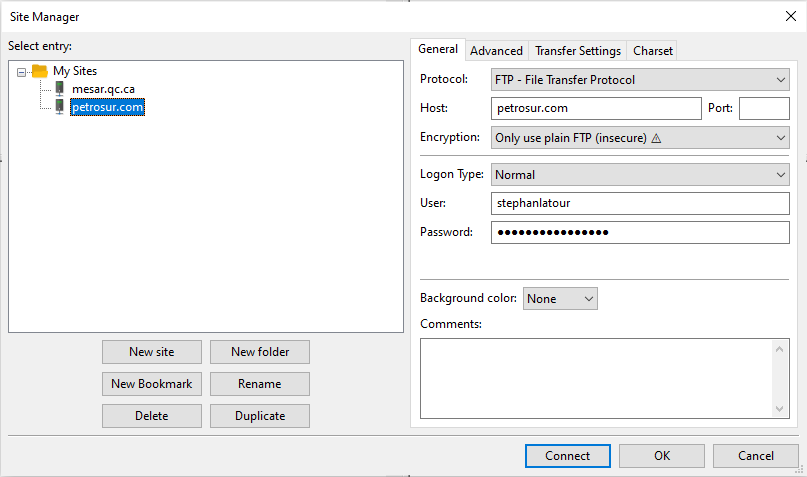 Site Manager
Select entry:
My Sites
mesar.qc.ca
petrosur.com
New site
New folder
New Bookmark
Rename
Delete
Duplicate
General
Advanced
Transfer Settings
Charset
Protocol:
FTP - File Transfer Protocol
Host:
petrosur.com
Port:
Encryption:
Only use plain FTP (insecure) ⚠
Logon Type:
Normal
User:
stephanlatour
Password:
●●●●●●●●●●●●●●●●
Background color:
None
Comments:
Connect
OK
Cancel